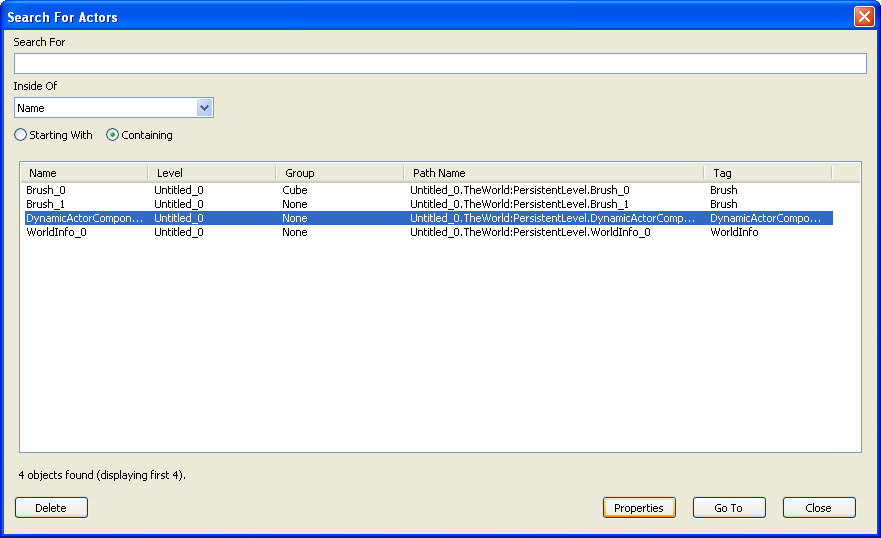 Search For Actors
Search For
Inside Of
Name
Starting With Containing
Name Level Group Path Name Tag
Brush_0 Untitled_0 Cube Untitled_0.TheWorld:PersistentLevel.Brush_0 Brush
Brush_1 Untitled_0 None Untitled_0.TheWorld:PersistentLevel.Brush_1 Brush
DynamicActorCompon... Untitled_0 None Untitled_0.TheWorld:PersistentLevel.DynamicActorComp... DynamicActorCompo...
WorldInfo_0 Untitled_0 None Untitled_0.TheWorld:PersistentLevel.WorldInfo_0 WorldInfo
4 objects found (displaying first 4).
Delete Properties Go To Close